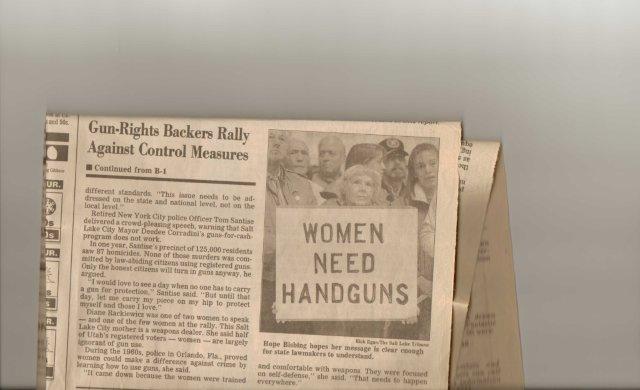 Gun-Rights Backers Rally
Against Control Measures
■ Continued from B-1
different standards. "This issue needs to be ad-
dressed on the state and national level, not on the
local level."
Retired New York City police Officer Tom Santise
delivered a crowd-pleasing speech, warning that Salt
Lake City Mayor Deedee Corradini's guns-for-cash
program does not work.
In one year, Santise's precinct of 125,000 residents
saw 87 homicides. None of those murders was com-
mitted by law-abiding citizens using registered guns.
Only the honest citizens will turn in guns anyway, he
argued.
"I would love to see a day when no one has to carry
a gun for protection," Santise said. "But until that
day, let me carry my piece on my hip to protect
myself and those I love."
Diane Rackiewicz was one of two women to speak
— and one of the few women at the rally. This Salt
Lake City mother is a weapons dealer. She said half
of Utah's registered voters — women — are largely
ignorant of gun use.
During the 1960s, police in Orlando, Fla., proved
women could make a difference against crime by
learning how to use guns, she said.
"It came down because the women were trained
WOMEN
NEED
HANDGUNS
Rick Egan/The Salt Lake Tribune
Hope Bisbing hopes her message is clear enough
for state lawmakers to understand.
and comfortable with weapons. They were focused
on self-defense," she said. "That needs to happen
everywhere."
UR.
UR.